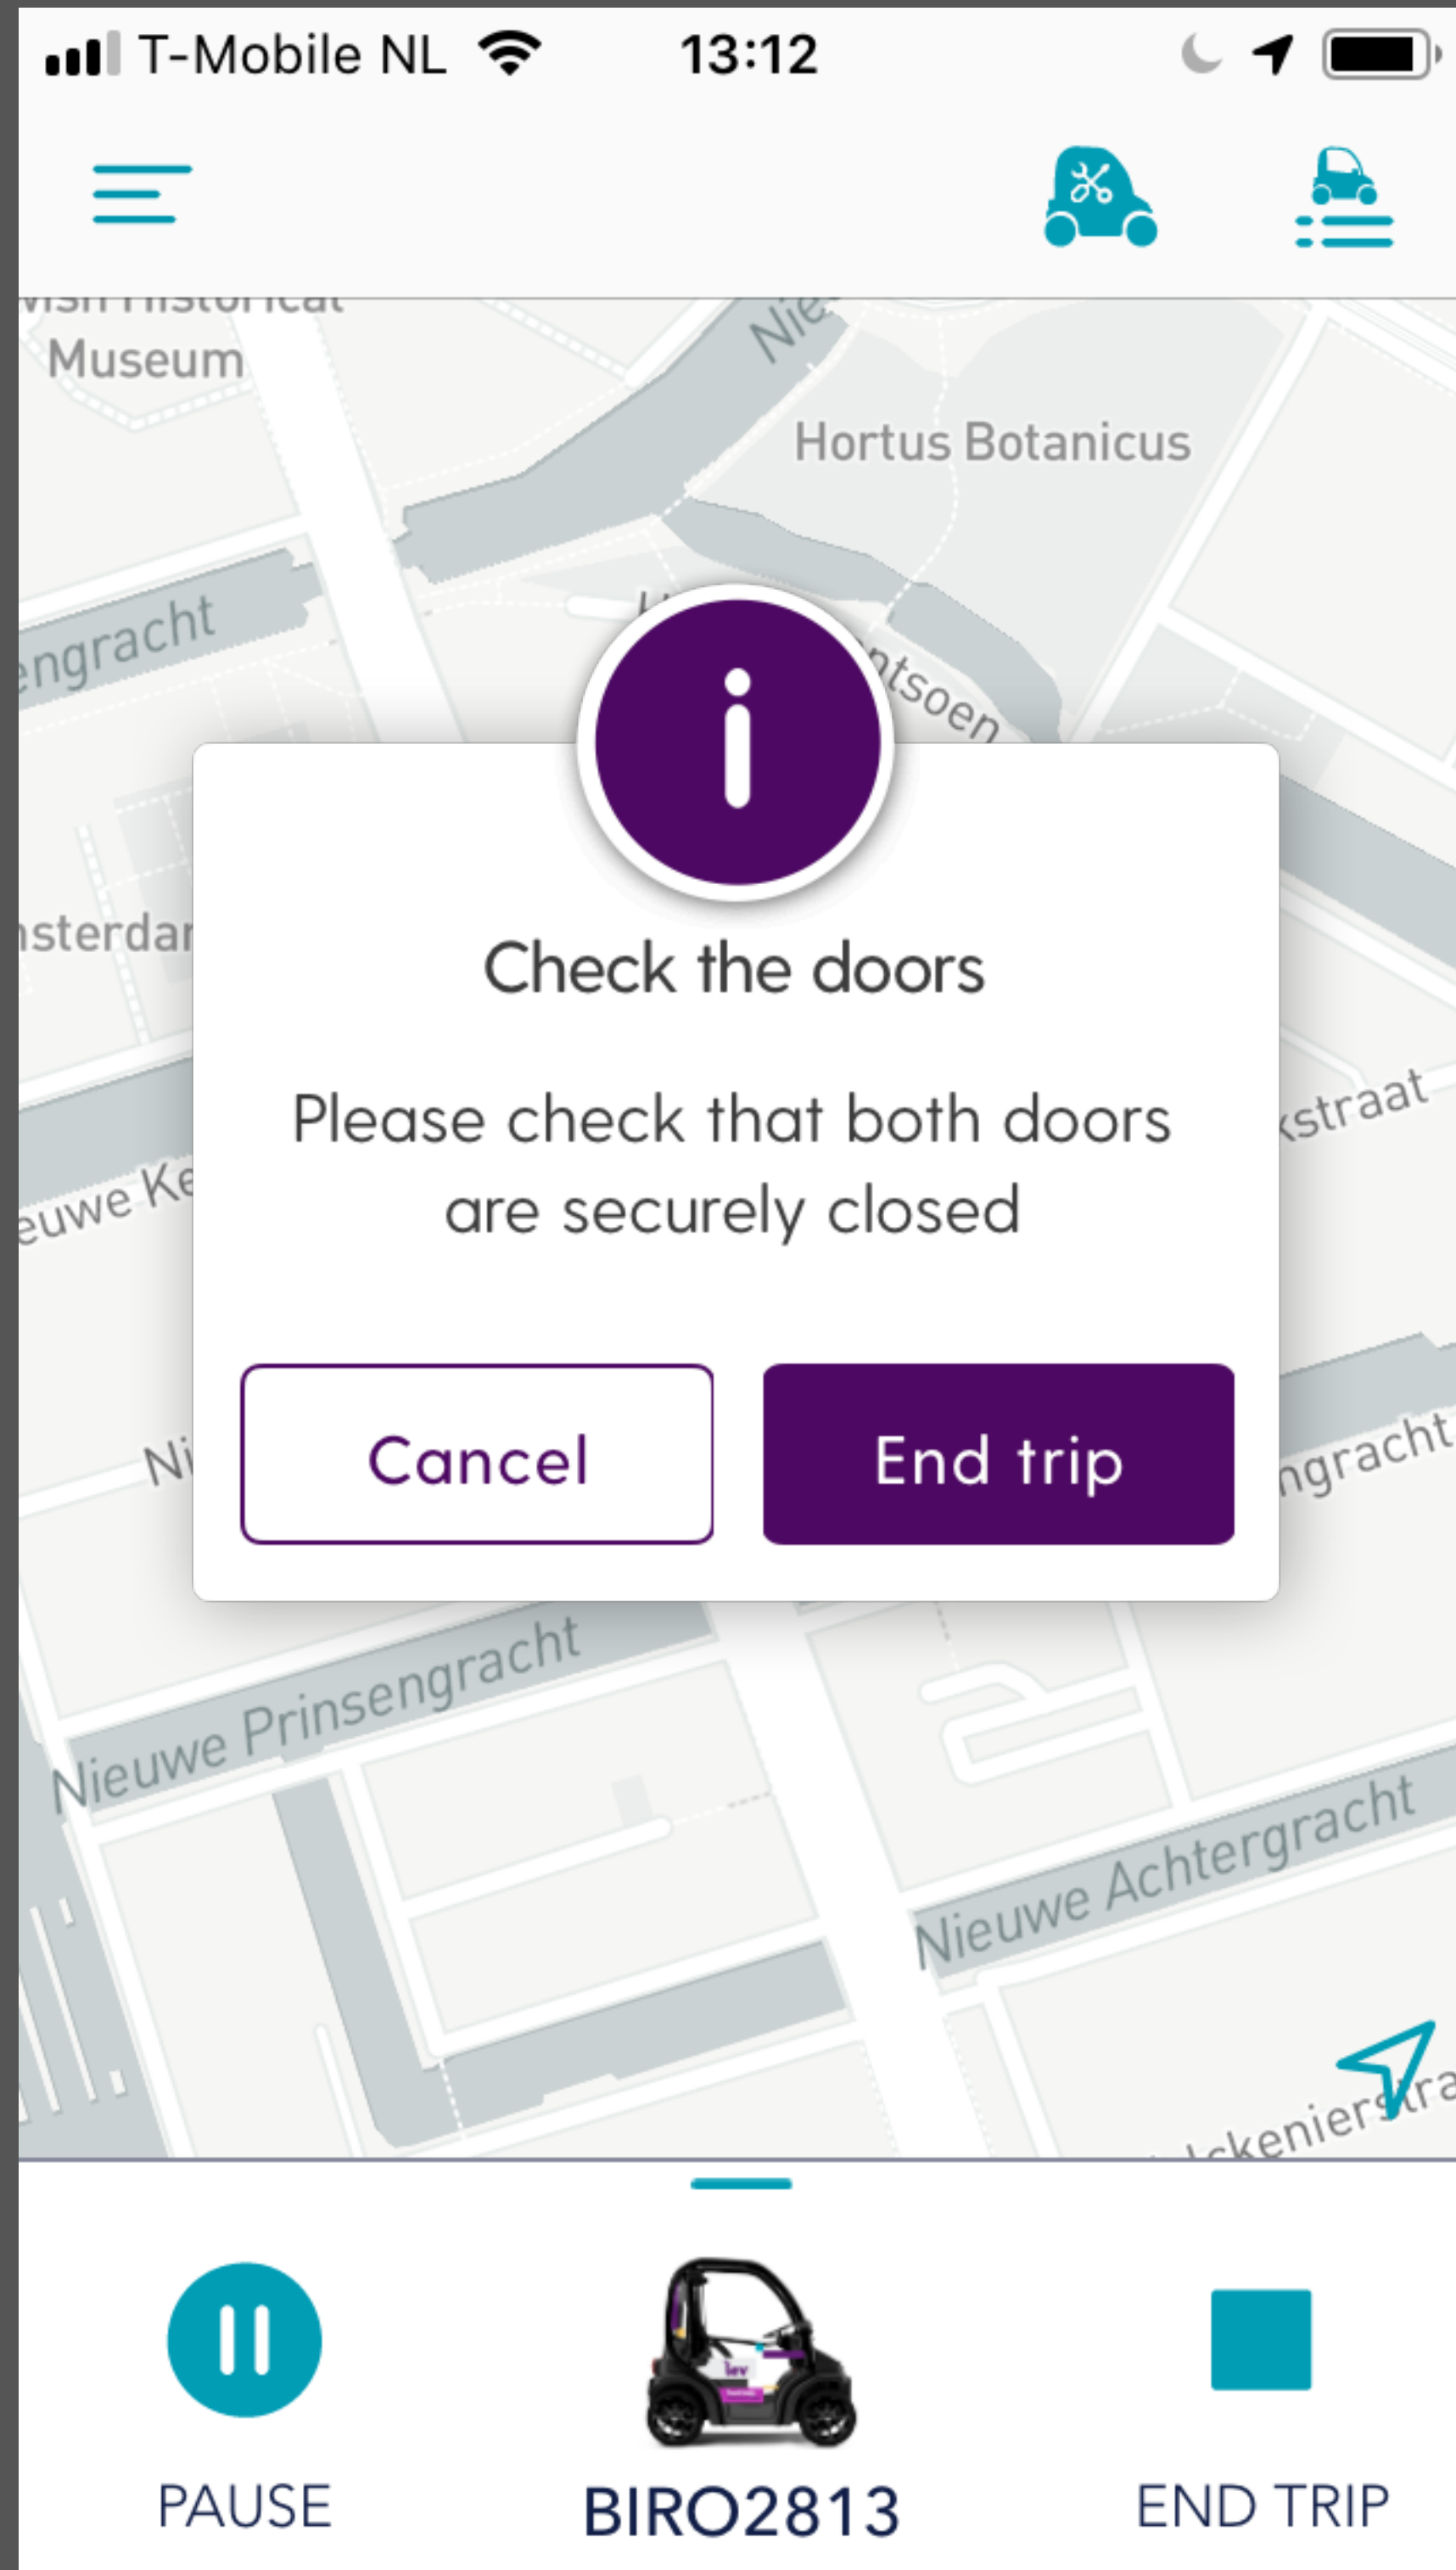 T-Mobile NL 13:12
Museum
Hortus Botanicus
Check the doors
Please check that both doors
are securely closed
Cancel
End trip
Nieuwe Prinsengracht
Nieuwe Achtergracht
PAUSE
BIRO2813
END TRIP